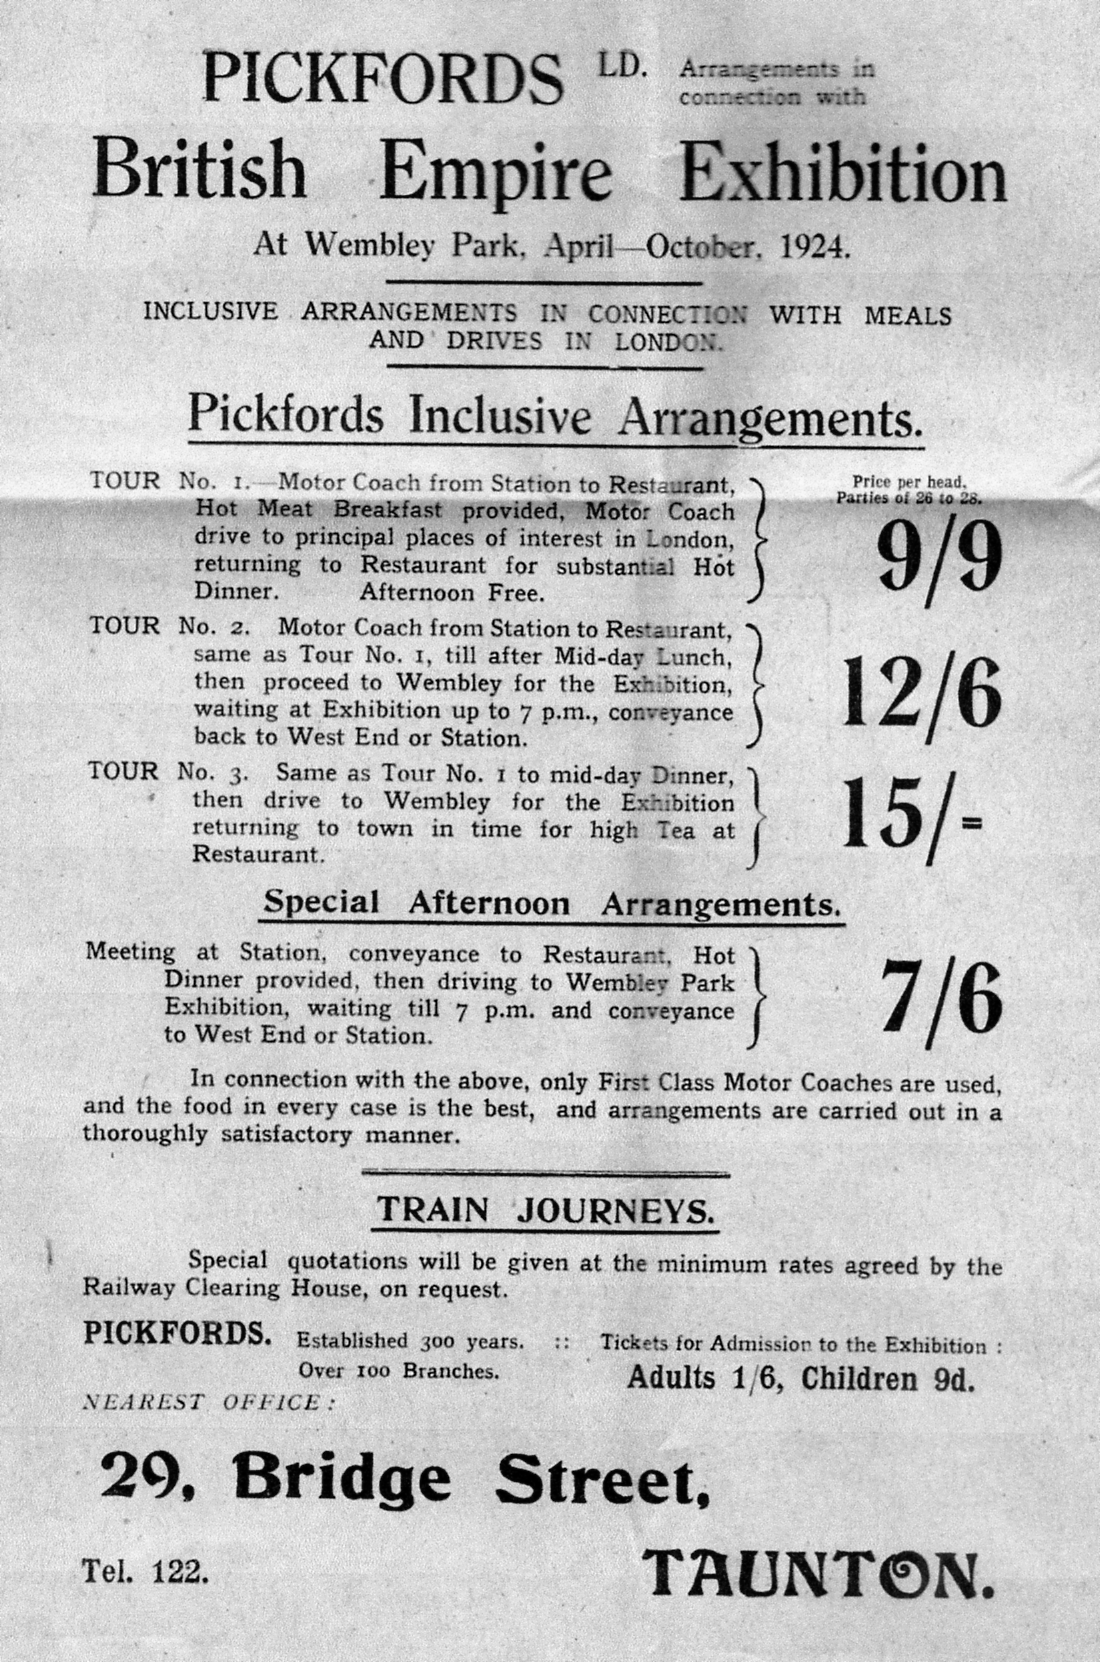 PICKFORDS LD. Arrangements in
connection with
British Empire Exhibition
At Wembley Park, April—October, 1924.
INCLUSIVE ARRANGEMENTS IN CONNECTION WITH MEALS
AND DRIVES IN LONDON.
Pickfords Inclusive Arrangements.
Price per head.
Parties of 26 to 28.
TOUR No. 1.—Motor Coach from Station to Restaurant,
Hot Meat Breakfast provided, Motor Coach
drive to principal places of interest in London,
returning to Restaurant for substantial Hot
Dinner. Afternoon Free.
9/9
TOUR No. 2. Motor Coach from Station to Restaurant,
same as Tour No. 1, till after Mid-day Lunch,
then proceed to Wembley for the Exhibition,
waiting at Exhibition up to 7 p.m., conveyance
back to West End or Station.
12/6
TOUR No. 3. Same as Tour No. 1 to mid-day Dinner,
then drive to Wembley for the Exhibition
returning to town in time for high Tea at
Restaurant.
15/=
Special Afternoon Arrangements.
Meeting at Station, conveyance to Restaurant, Hot
Dinner provided, then driving to Wembley Park
Exhibition, waiting till 7 p.m. and conveyance
to West End or Station.
7/6
In connection with the above, only First Class Motor Coaches are used,
and the food in every case is the best, and arrangements are carried out in a
thoroughly satisfactory manner.
TRAIN JOURNEYS.
Special quotations will be given at the minimum rates agreed by the
Railway Clearing House, on request.
PICKFORDS. Established 300 years. :: Tickets for Admission to the Exhibition :
Over 100 Branches. Adults 1/6, Children 9d.
NEAREST OFFICE:
29, Bridge Street,
Tel. 122. TAUNTON.